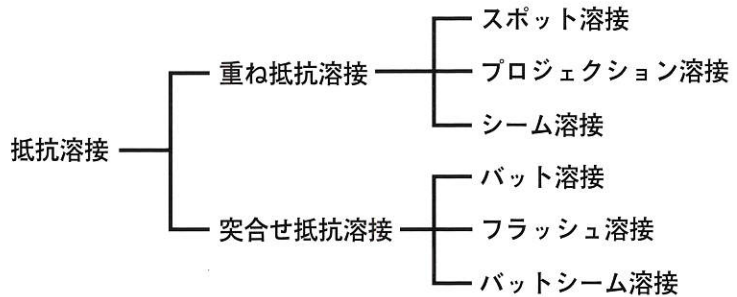 抵抗溶接
重ね抵抗溶接
スポット溶接
プロジェクション溶接
シーム溶接
突合せ抵抗溶接
バット溶接
フラッシュ溶接
バットシーム溶接